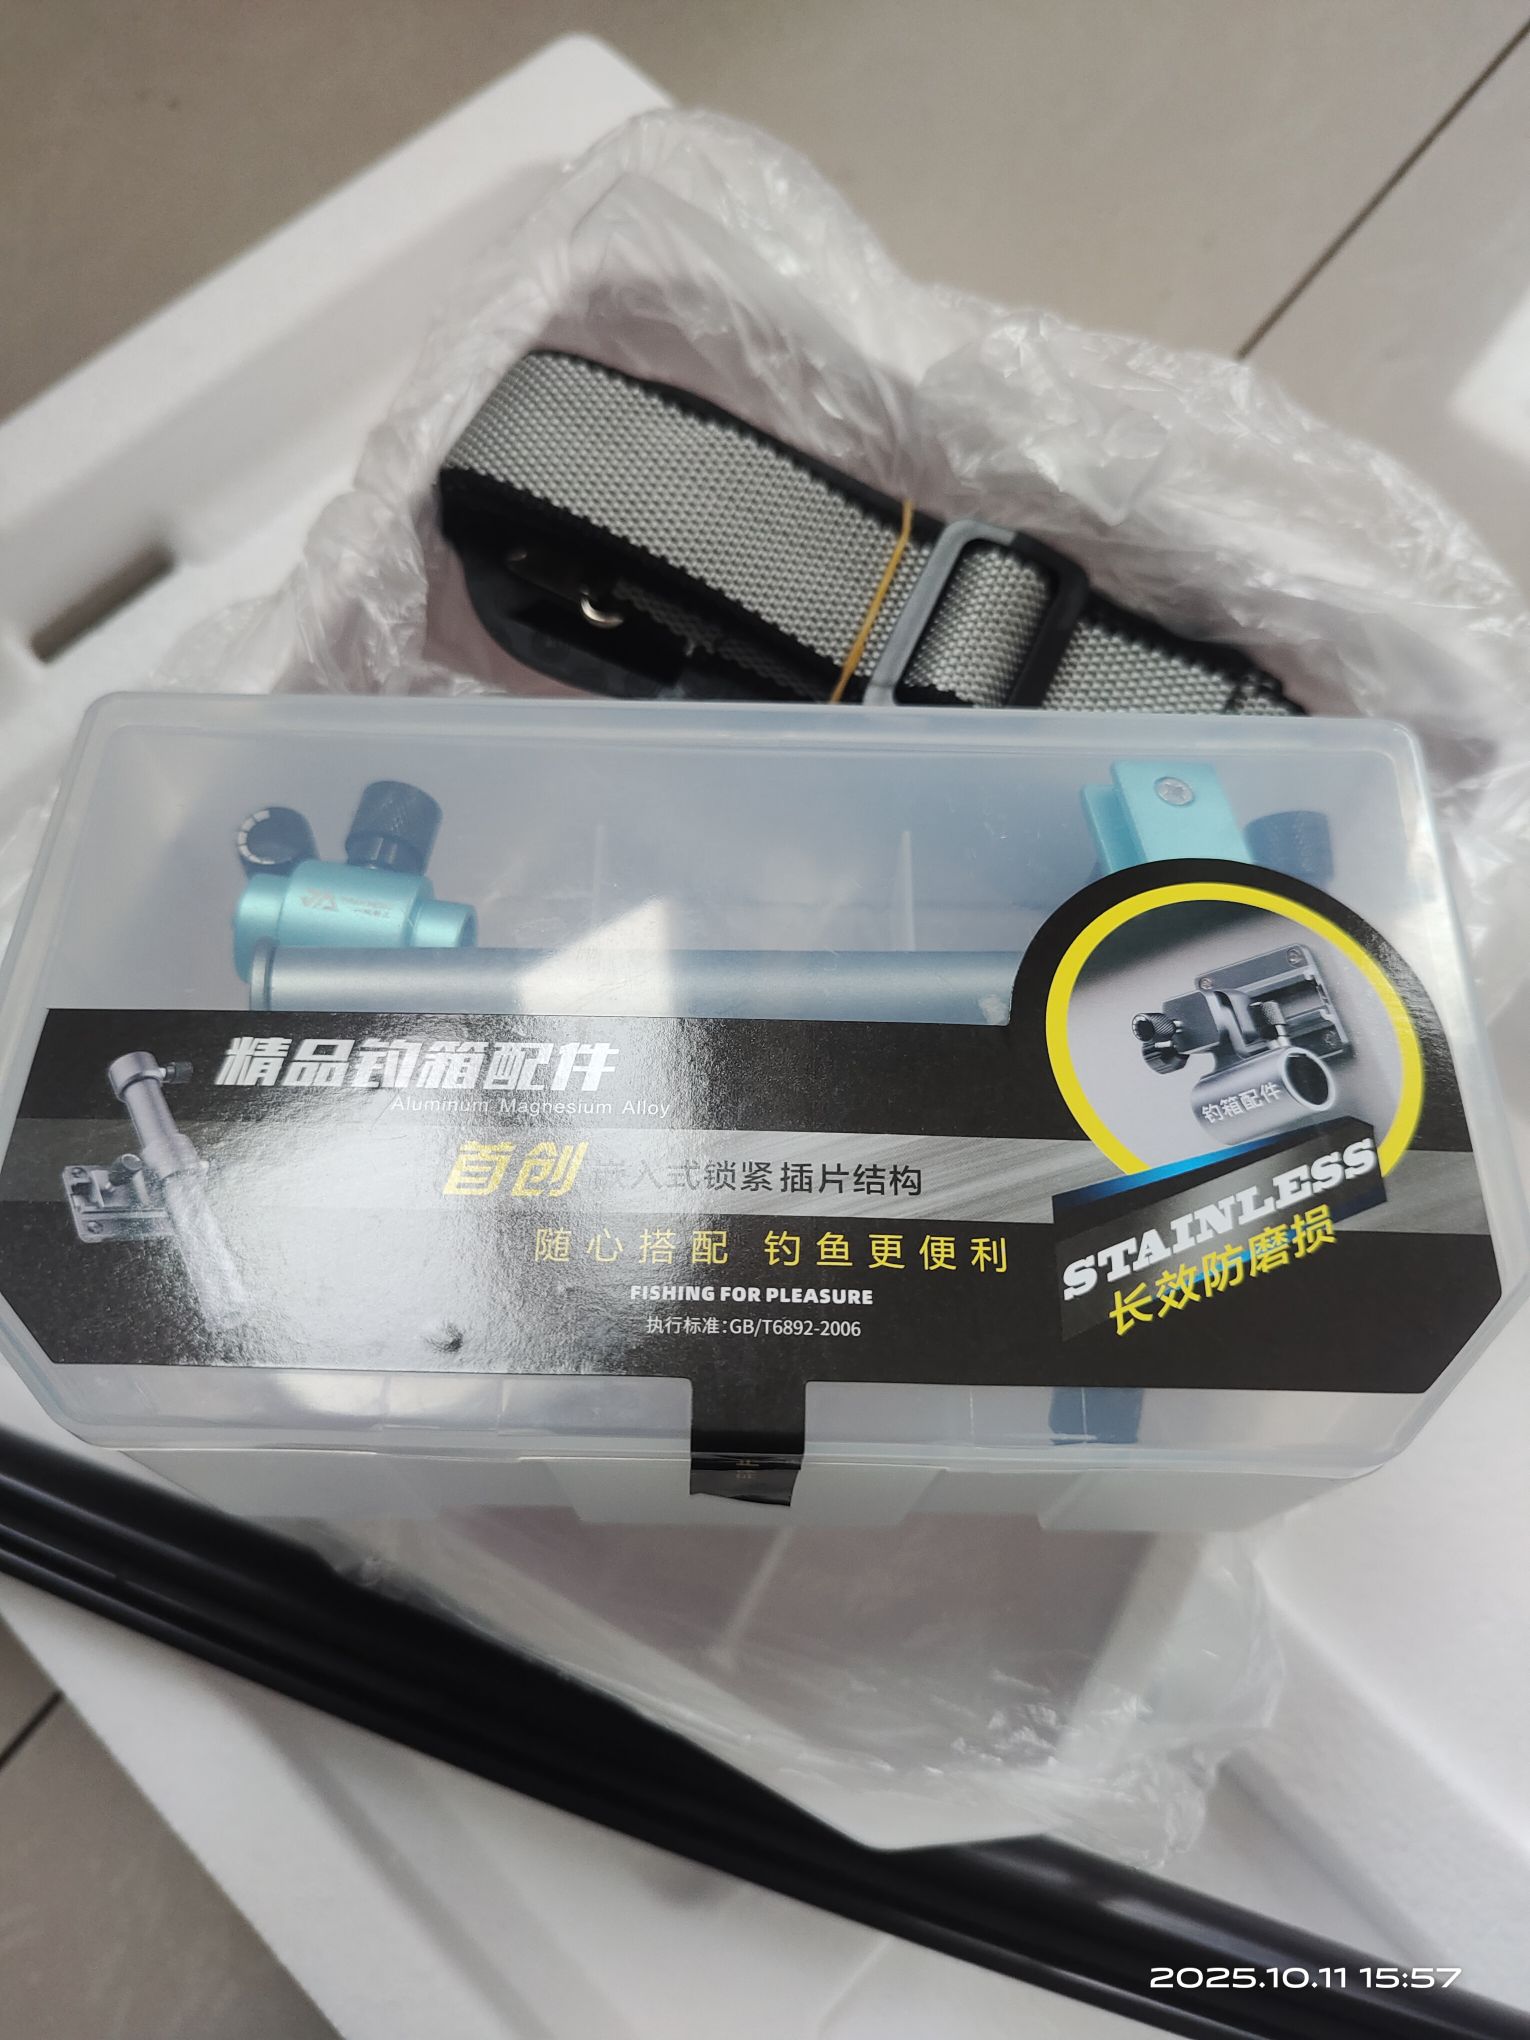 精品钓箱配件
Aluminum Magnesium Alloy
首创嵌入式锁紧插片结构
随心搭配 钓鱼更便利
FISHING FOR PLEASURE
执行标准:GB/T6892-2006
钓箱配件
STAINLESS
长效防磨损
2025.10.11 15:57